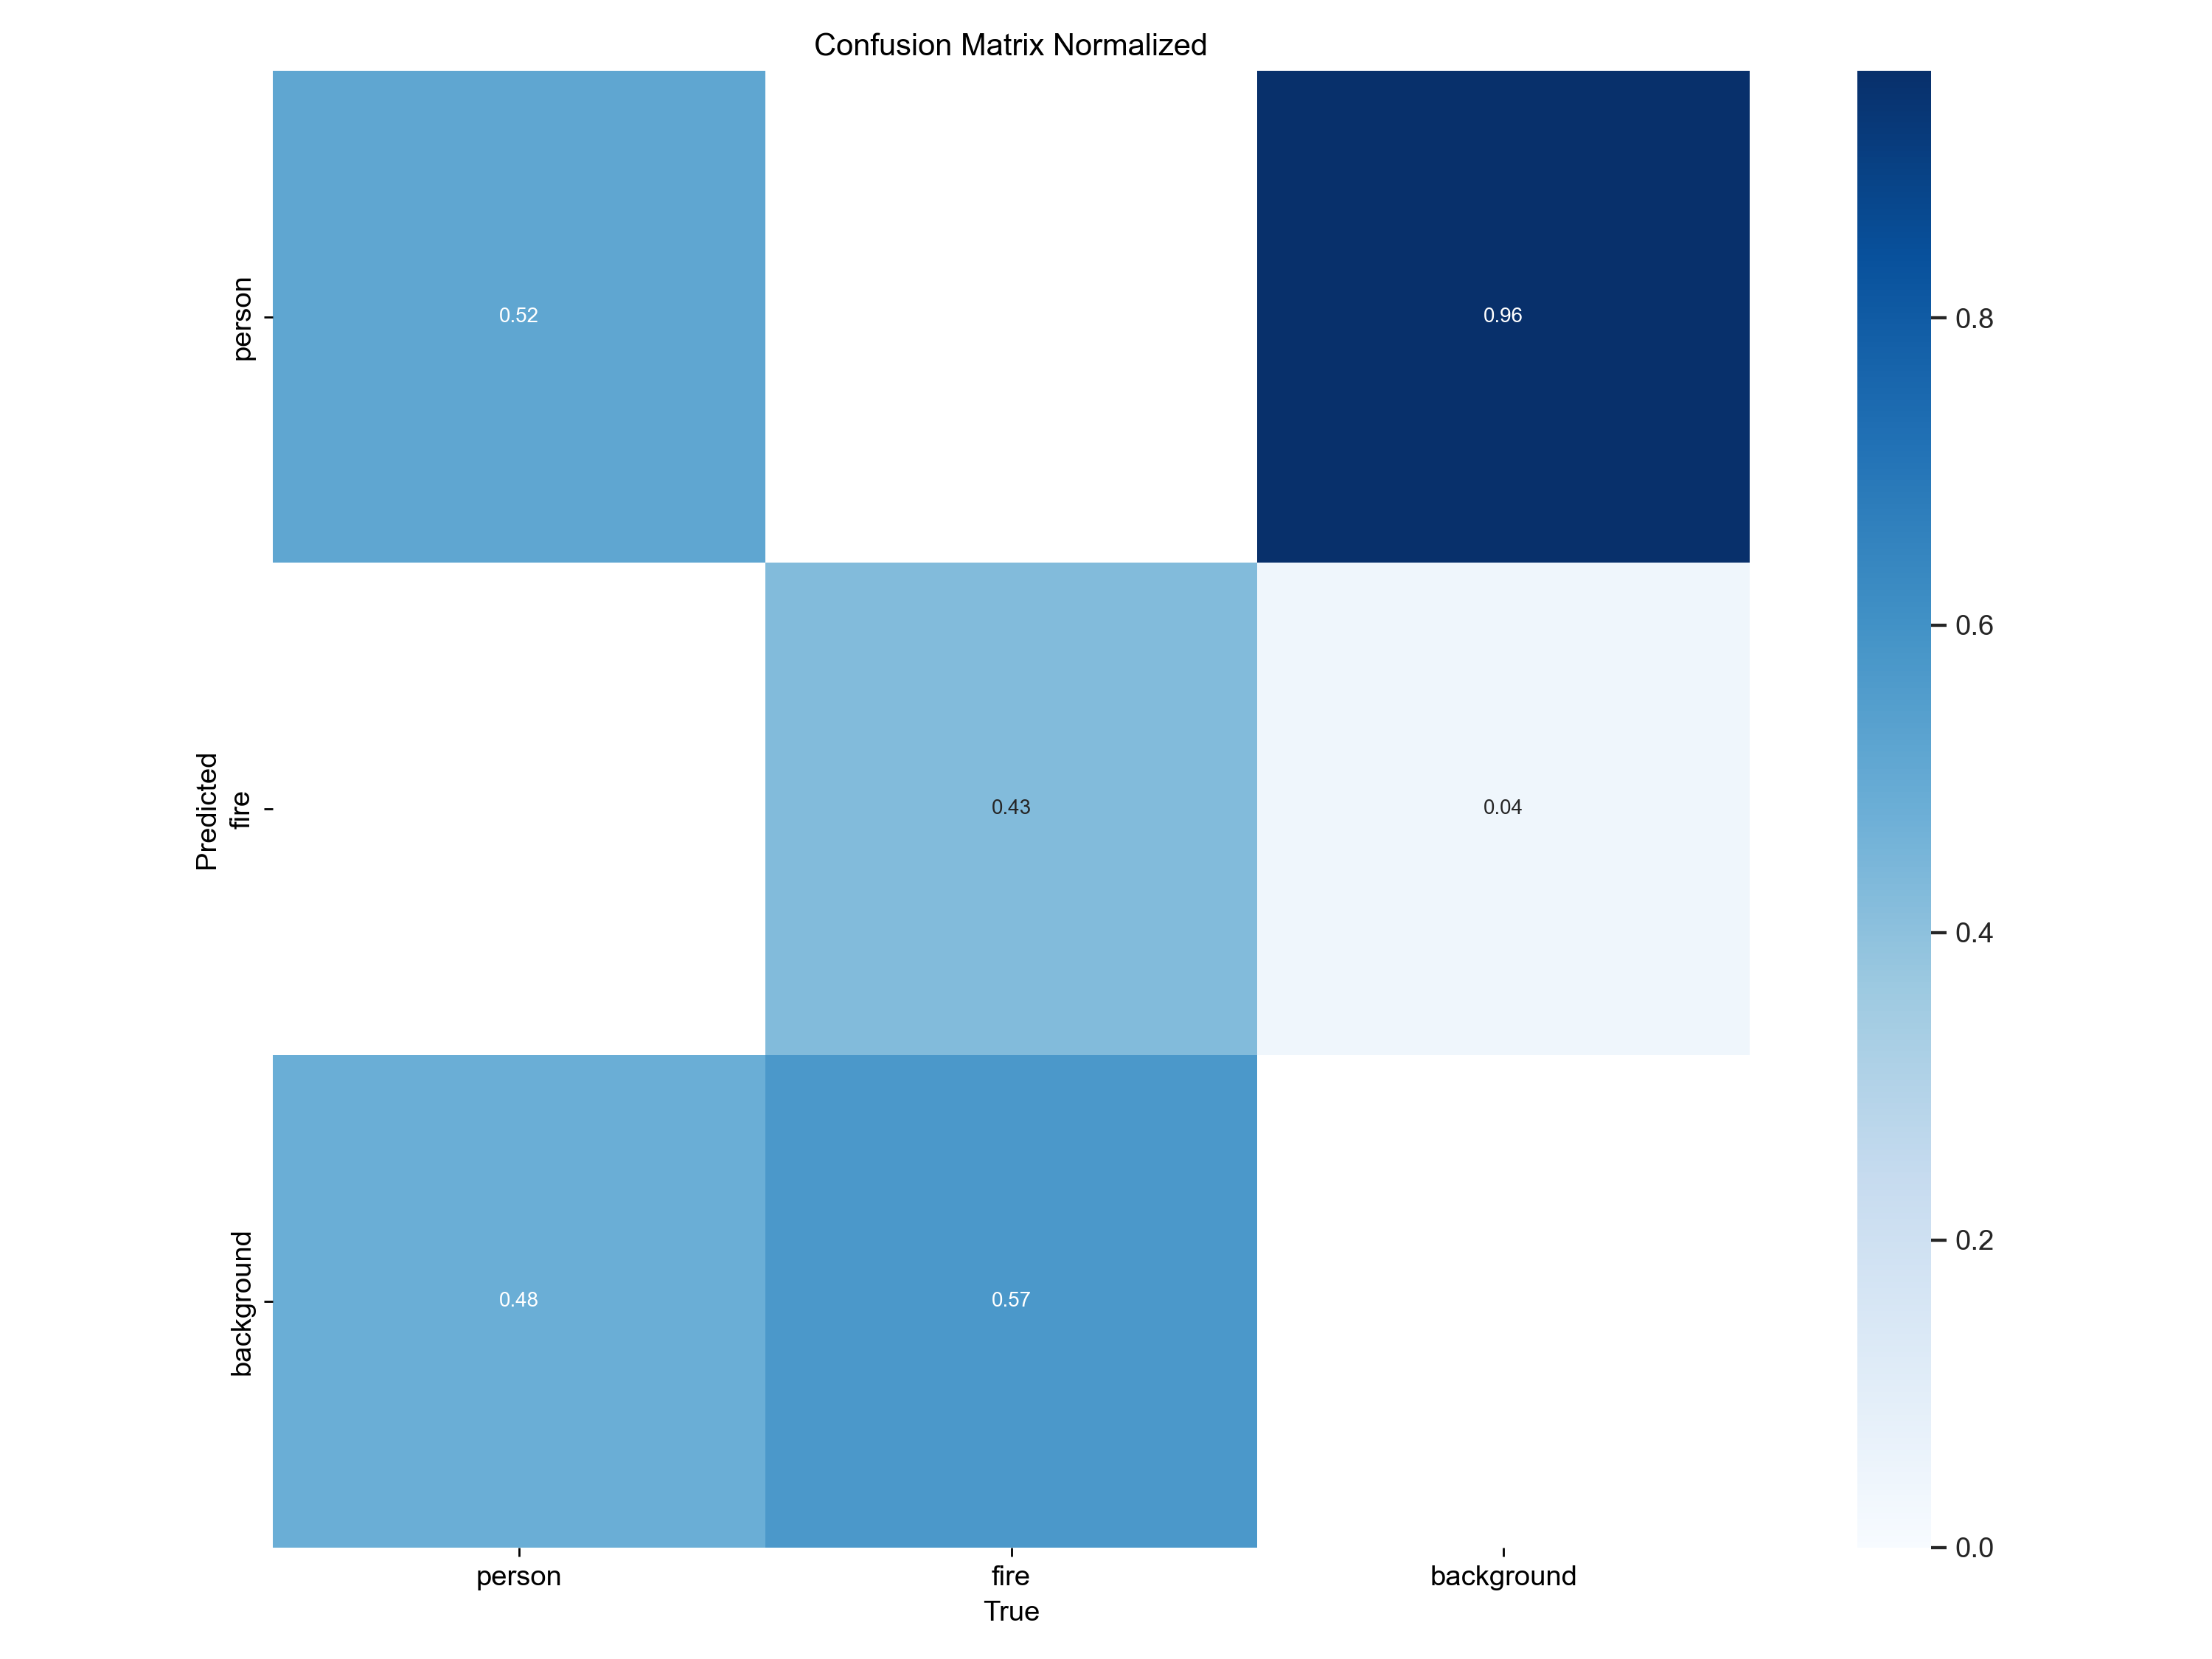 Confusion Matrix Normalized
person
0.52
0.96
0.8
0.6
Predicted
fire
0.43
0.04
0.4
background
0.48
0.57
0.2
0.0
person
fire
background
True